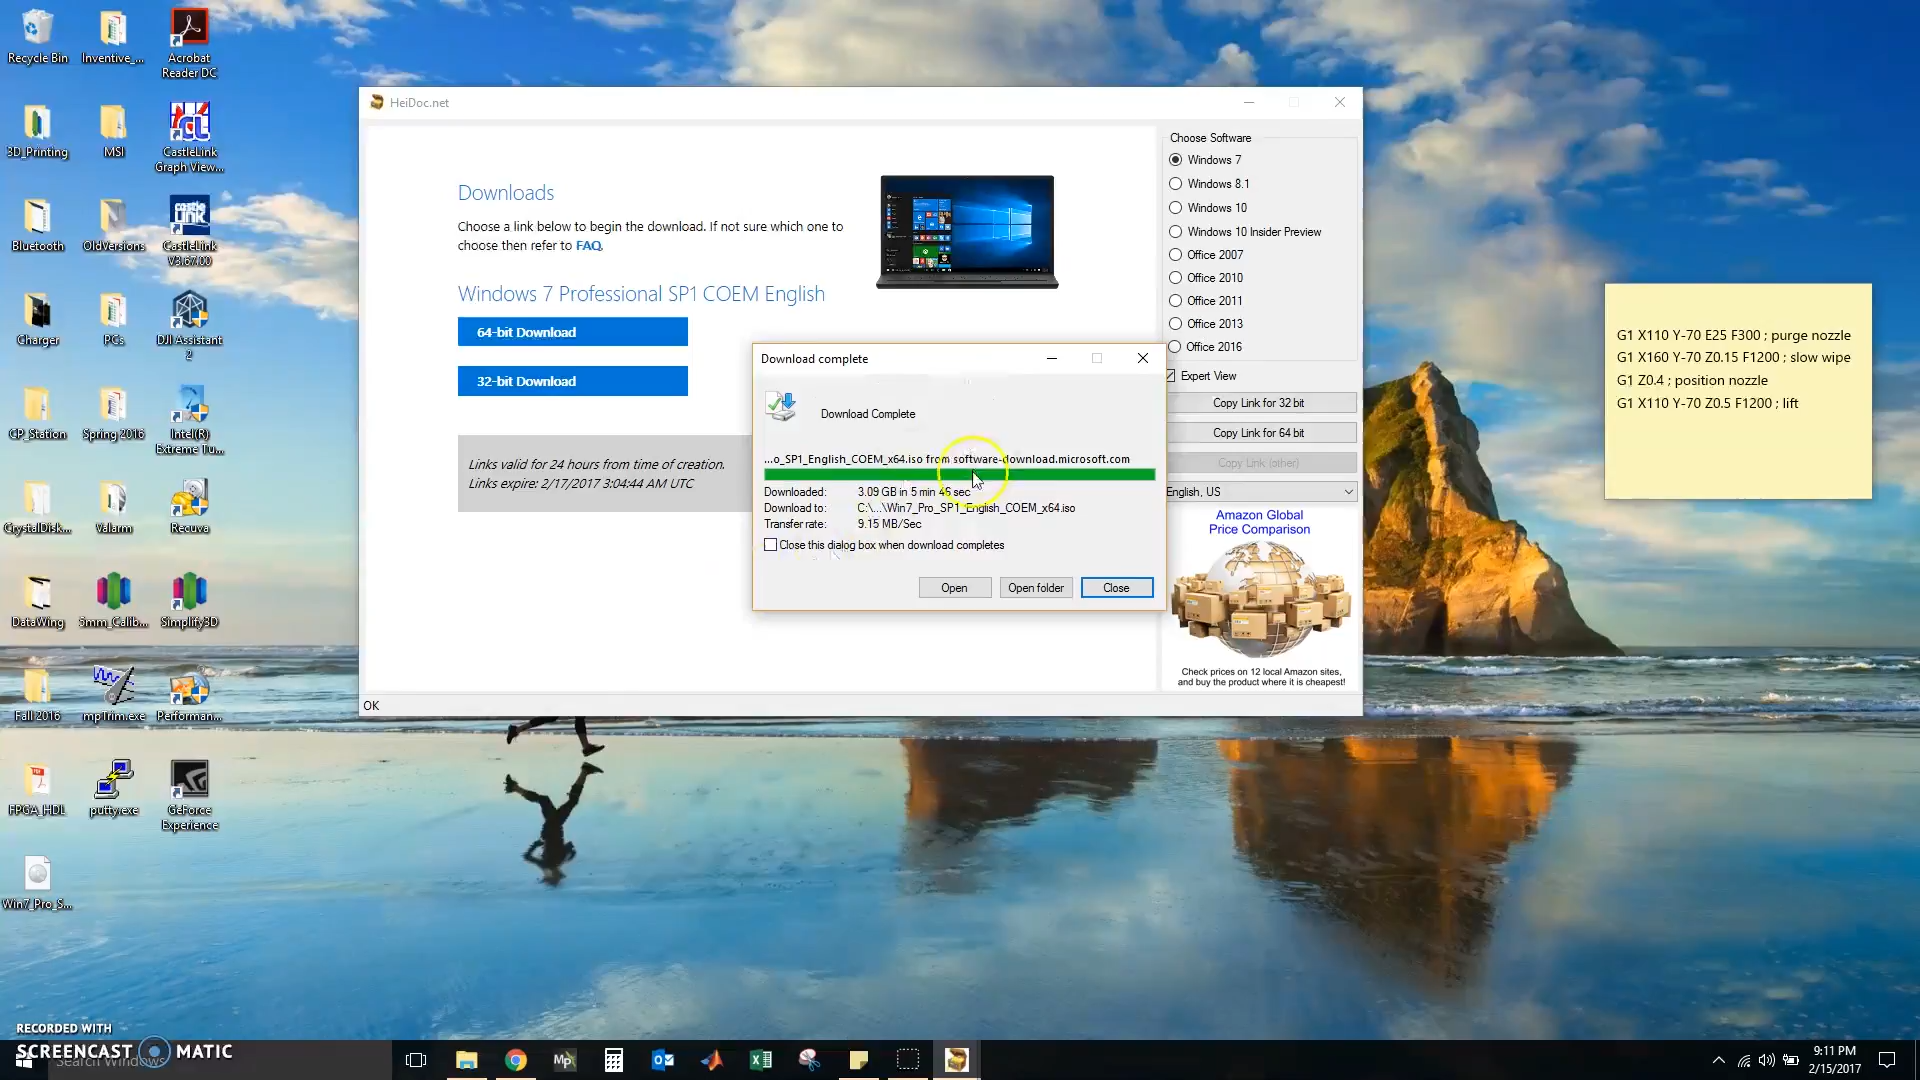 Recycle Bin
Inventive_...
Acrobat
Reader DC
3D_Printing
MSI
CastleLink
Graph View...
Bluetooth
OldVersions
CastleLink
V3.67.00
Charger
PCs
DJI Assistant
2
CP_Station
Spring 2016
Intel(R)
Extreme Tu...
CrystalDisk...
Valarm
Recuva
DataWing
5mm_Calib...
Simplify3D
Fall 2016
mpTrim.exe
Performan...
FPGA_HDL
putty.exe
GeForce
Experience
Win7_Pro_S...
HeiDoc.net
Downloads
Choose a link below to begin the download. If not sure which one to
choose then refer to FAQ.
Windows 7 Professional SP1 COEM English
64-bit Download
32-bit Download
Links valid for 24 hours from time of creation.
Links expire: 2/17/2017 3:04:44 AM UTC
OK
Choose Software
Windows 7
Windows 8.1
Windows 10
Windows 10 Insider Preview
Office 2007
Office 2010
Office 2011
Office 2013
Office 2016
Expert View
Copy Link for 32 bit
Copy Link for 64 bit
Copy Link (other)
English, US
Amazon Global
Price Comparison
Check prices on 12 local Amazon sites,
and buy the product where it is cheapest!
Download complete
Download Complete
...o_SP1_English_COEM_x64.iso from software-download.microsoft.com
Downloaded: 3.09 GB in 5 min 46 sec
Download to: C:\...\Win7_Pro_SP1_English_COEM_x64.iso
Transfer rate: 9.15 MB/Sec
Close this dialog box when download completes
Open
Open folder
Close
G1 X110 Y-70 E25 F300 ; purge nozzle
G1 X160 Y-70 Z0.15 F1200 ; slow wipe
G1 Z0.4 ; position nozzle
G1 X110 Y-70 Z0.5 F1200 ; lift
RECORDED WITH
SCREENCAST MATIC
Search Windows
Mp
9:11 PM
2/15/2017